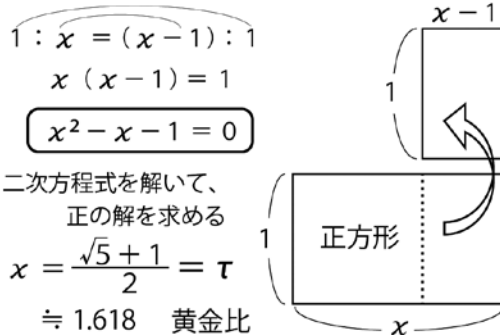 1 : x = (x − 1) : 1
x (x − 1) = 1
x² − x − 1 = 0
二次方程式を解いて、
正の解を求める
x = (√5 + 1) / 2 = τ
≒ 1.618 黄金比
x − 1
1
1
正方形
x